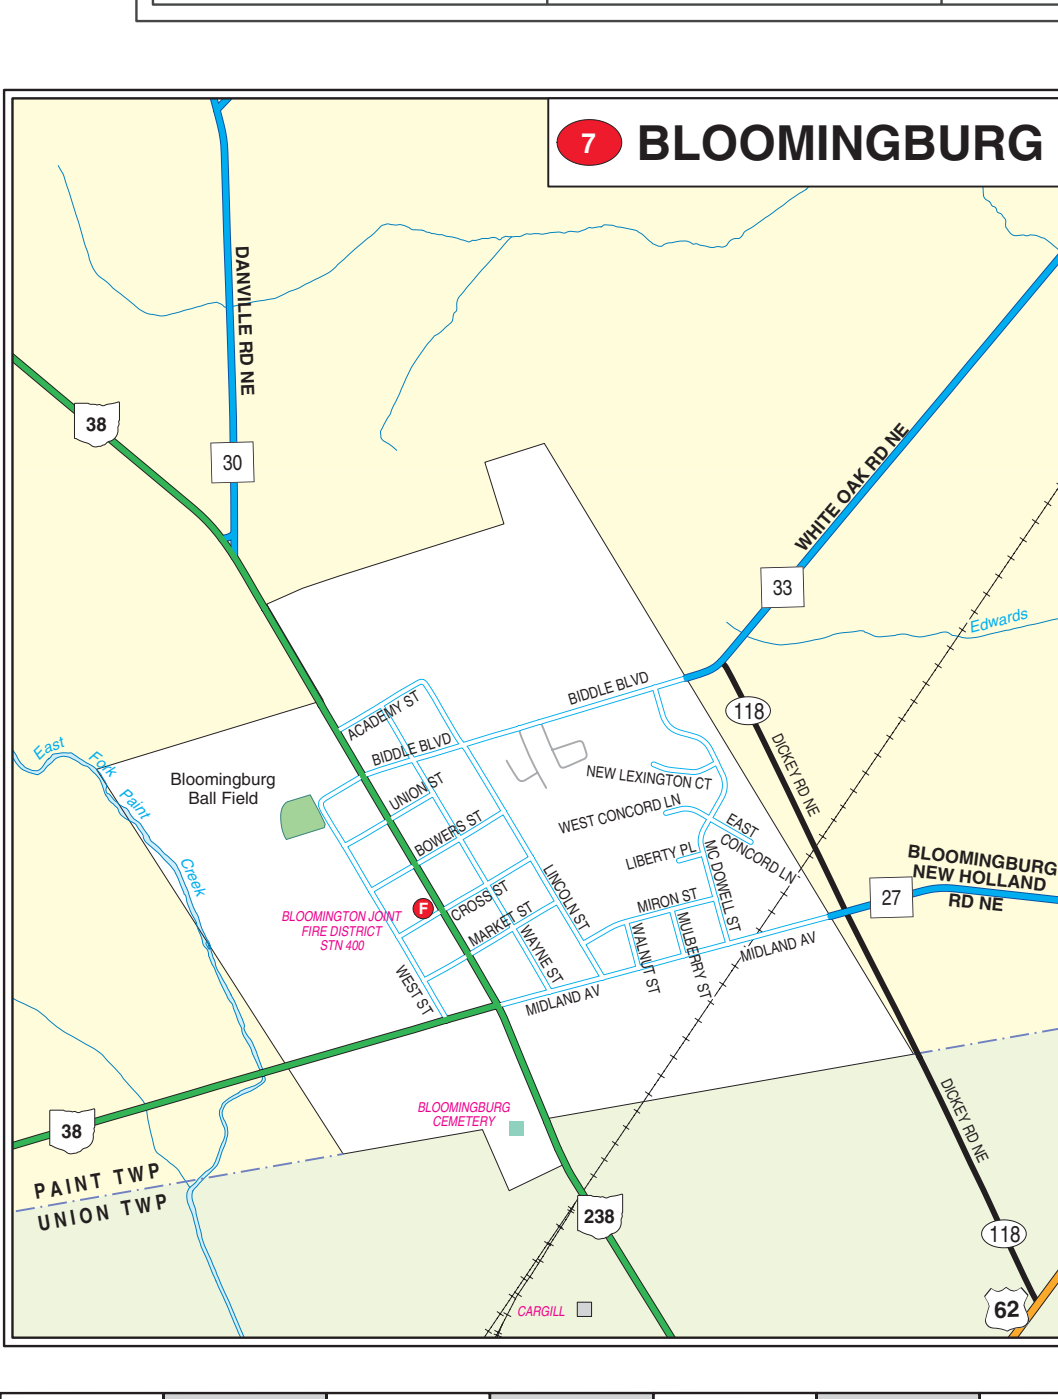 7 BLOOMINGBURG
DANVILLE RD NE
38
30
WHITE OAK RD NE
33
Edwards
BIDDLE BLVD
ACADEMY ST
118
BIDDLE BLVD
DICKEY RD NE
East
Fork
Paint
Creek
Bloomingburg
Ball Field
UNION ST
NEW LEXINGTON CT
WEST CONCORD LN
EAST
CONCORD LN
BOWERS ST
LIBERTY PL
MC DOWELL ST
BLOOMINGBURG
NEW HOLLAND
RD NE
27
LINCOLN ST
CROSS ST
MIRON ST
F
BLOOMINGTON JOINT
FIRE DISTRICT
STN 400
MARKET ST
WAYNE ST
WALNUT ST
MULBERRY ST
MIDLAND AV
WEST ST
MIDLAND AV
BLOOMINGBURG
CEMETERY
DICKEY RD NE
38
PAINT TWP
UNION TWP
238
118
CARGILL
62